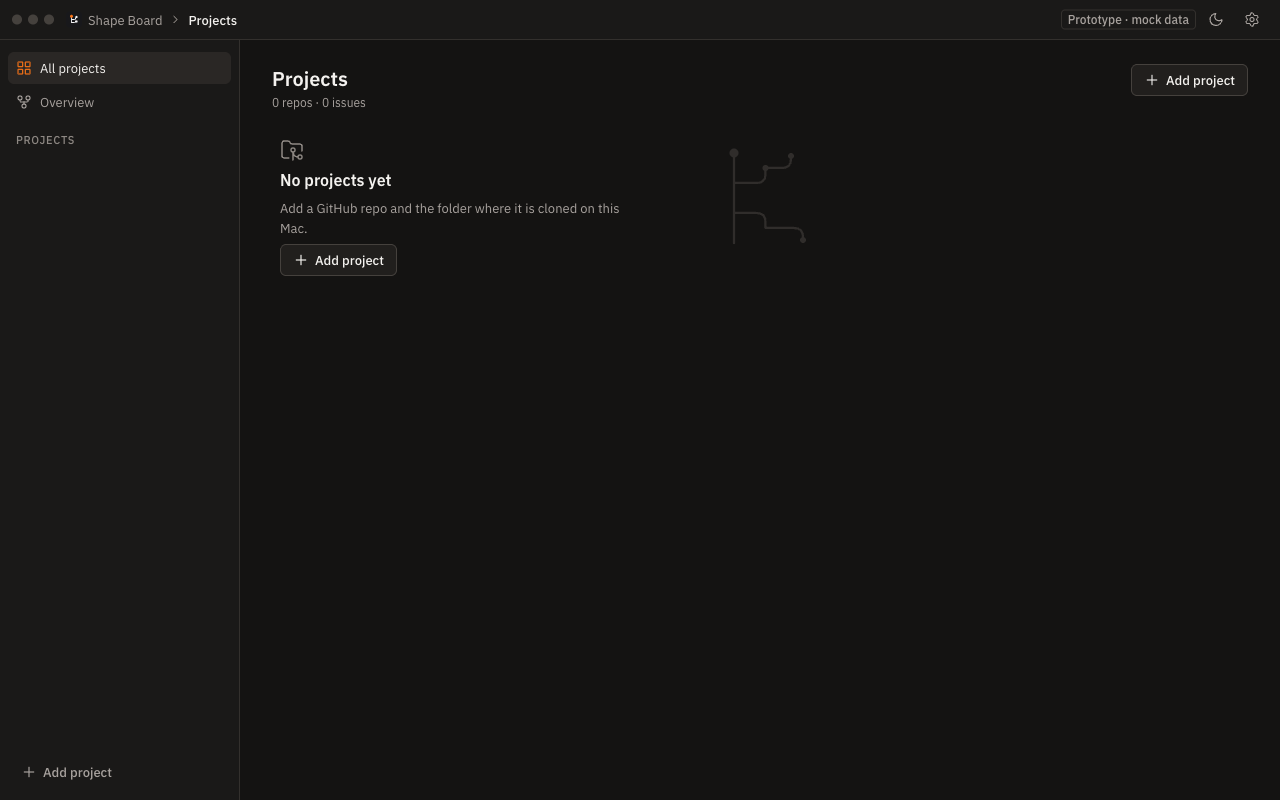 Shape Board
Projects
Prototype · mock data
All projects
Overview
PROJECTS
Add project
Projects
0 repos · 0 issues
Add project
No projects yet
Add a GitHub repo and the folder where it is cloned on this
Mac.
Add project